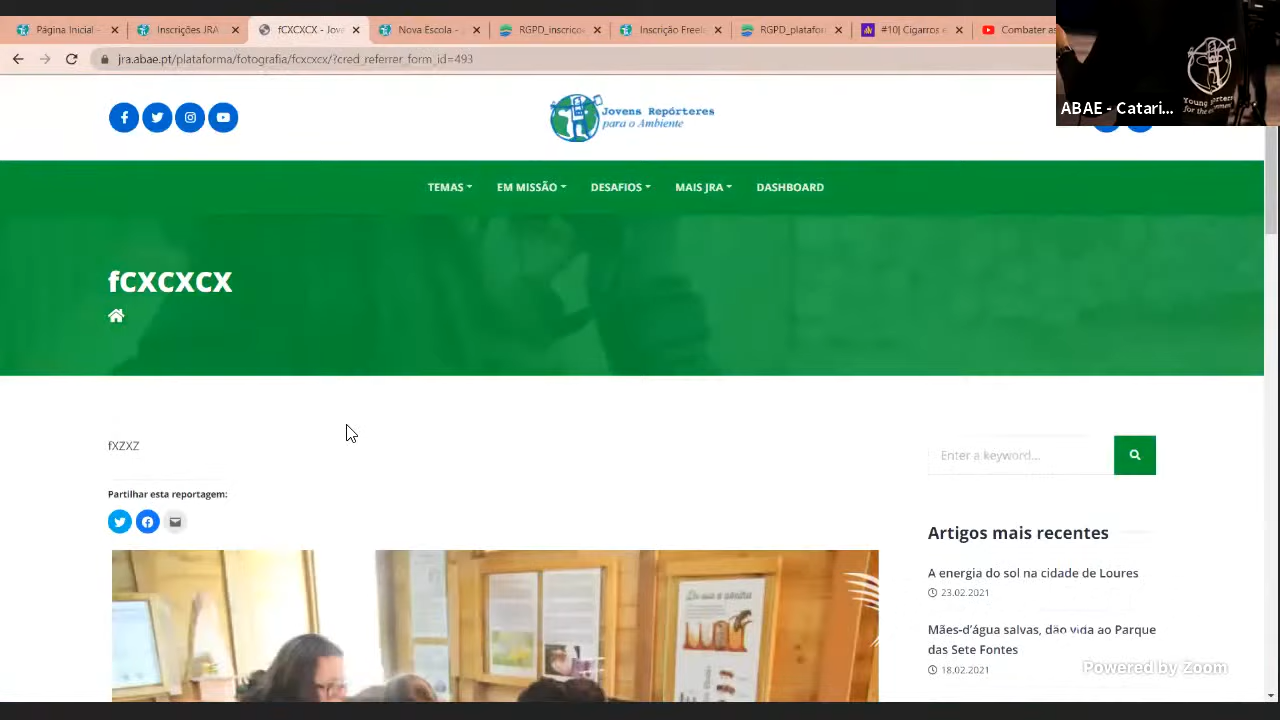 Página Inicial -
Inscrições JRA
fCXCXCX - Jov
Nova Escola -
RGPD_inscrico
Inscrição Freela
RGPD_platafor
#10| Cigarros e
Combater.as
jra.abae.pt/plataforma/fotografia/fcxcxcx/?cred_referrer_form_id=493
ABAE - Catari...
Jovens Repórteres
para o Ambiente
TEMAS
EM MISSÃO
DESAFIOS
MAIS JRA
DASHBOARD
fCXCXCX
fXZXZ
Enter a keyword...
Partilhar esta reportagem:
Artigos mais recentes
A energia do sol na cidade de Loures
23.02.2021
Mães-d’água salvas, dão vida ao Parque
das Sete Fontes
18.02.2021
Powered by Zoom